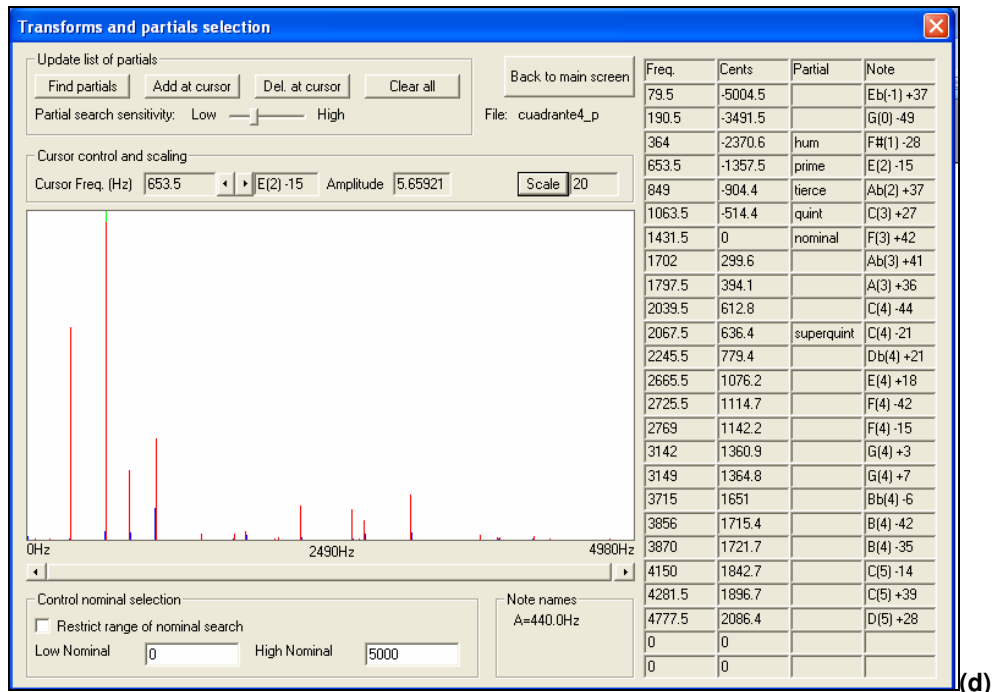 Transforms and partials selection
Update list of partials
Find partials Add at cursor Del. at cursor Clear all
Partial search sensitivity: Low High
Back to main screen
File: cuadrante4_p
Cursor control and scaling
Cursor Freq. (Hz) 653.5 E(2) -15 Amplitude 5.65921 Scale 20
0Hz 2490Hz 4980Hz
Control nominal selection
Restrict range of nominal search
Low Nominal 0 High Nominal 5000
Note names
A=440.0Hz
Freq. Cents Partial Note
79.5 -5004.5 Eb(-1) +37
190.5 -3491.5 G(0) -49
364 -2370.6 hum F#(1) -28
653.5 -1357.5 prime E(2) -15
849 -904.4 tierce Ab(2) +37
1063.5 -514.4 quint C(3) +27
1431.5 0 nominal F(3) +42
1702 299.6 Ab(3) +41
1797.5 394.1 A(3) +36
2039.5 612.8 C(4) -44
2067.5 636.4 superquint C(4) -21
2245.5 779.4 Db(4) +21
2665.5 1076.2 E(4) +18
2725.5 1114.7 F(4) -42
2769 1142.2 F(4) -15
3142 1360.9 G(4) +3
3149 1364.8 G(4) +7
3715 1651 Bb(4) -6
3856 1715.4 B(4) -42
3870 1721.7 B(4) -35
4150 1842.7 C(5) -14
4281.5 1896.7 C(5) +39
4777.5 2086.4 D(5) +28
0 0
0 0
(d)